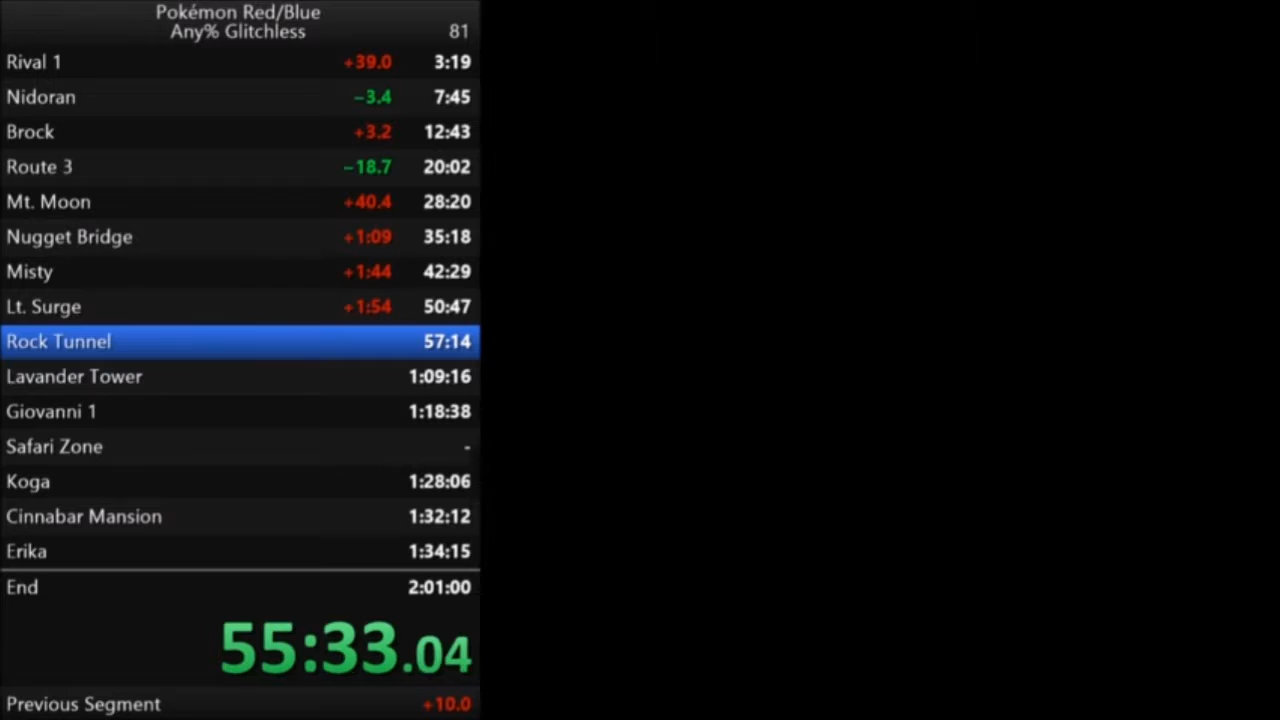 Pokémon Red/Blue
Any% Glitchless 81
Rival 1 +39.0 3:19
Nidoran −3.4 7:45
Brock +3.2 12:43
Route 3 −18.7 20:02
Mt. Moon +40.4 28:20
Nugget Bridge +1:09 35:18
Misty +1:44 42:29
Lt. Surge +1:54 50:47
Rock Tunnel 57:14
Lavander Tower 1:09:16
Giovanni 1 1:18:38
Safari Zone -
Koga 1:28:06
Cinnabar Mansion 1:32:12
Erika 1:34:15
End 2:01:00
55:33.04
Previous Segment +10.0